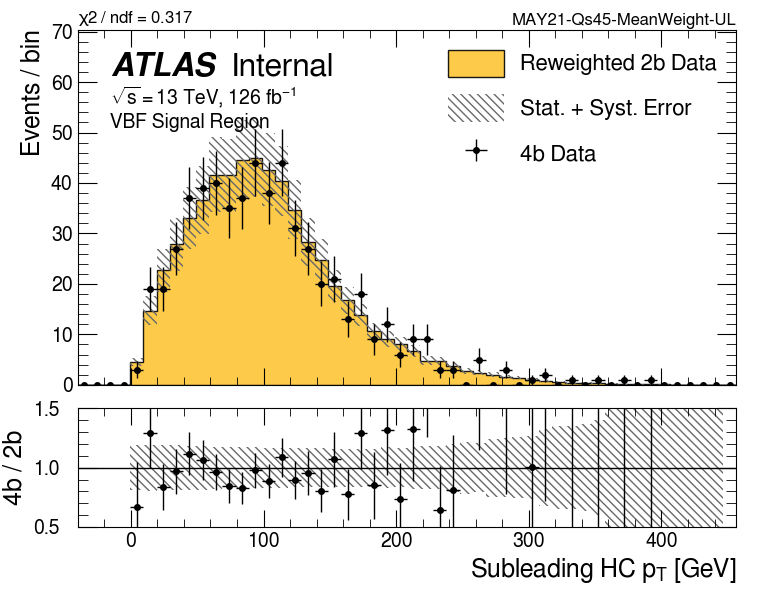 χ2 / ndf = 0.317
MAY21-Qs45-MeanWeight-UL
Events / bin
70
60
50
40
30
20
10
0
ATLAS Internal
√s = 13 TeV, 126 fb⁻¹
VBF Signal Region
Reweighted 2b Data
Stat. + Syst. Error
4b Data
4b / 2b
1.5
1.0
0.5
0 100 200 300 400
Subleading HC pT [GeV]